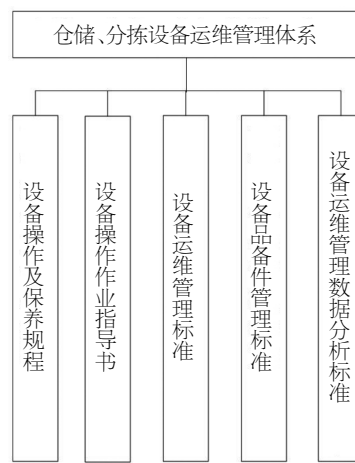 仓储、分拣设备运维管理体系
设备操作及保养规程
设备操作作业指导书
设备运维管理标准
设备品备件管理标准
设备运维管理数据分析标准